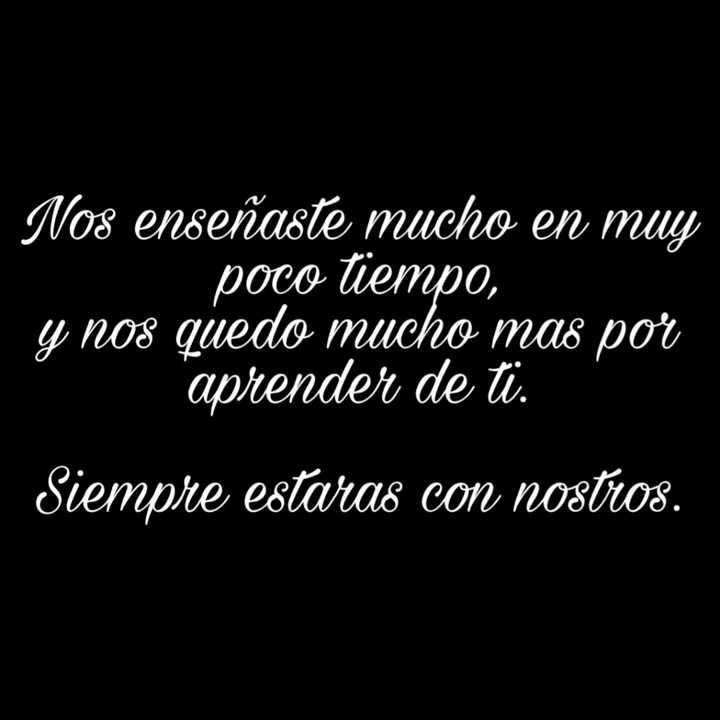 Nos enseñaste mucho en muy
poco tiempo,
y nos quedo mucho mas por
aprender de ti.
Siempre estaras con nostros.